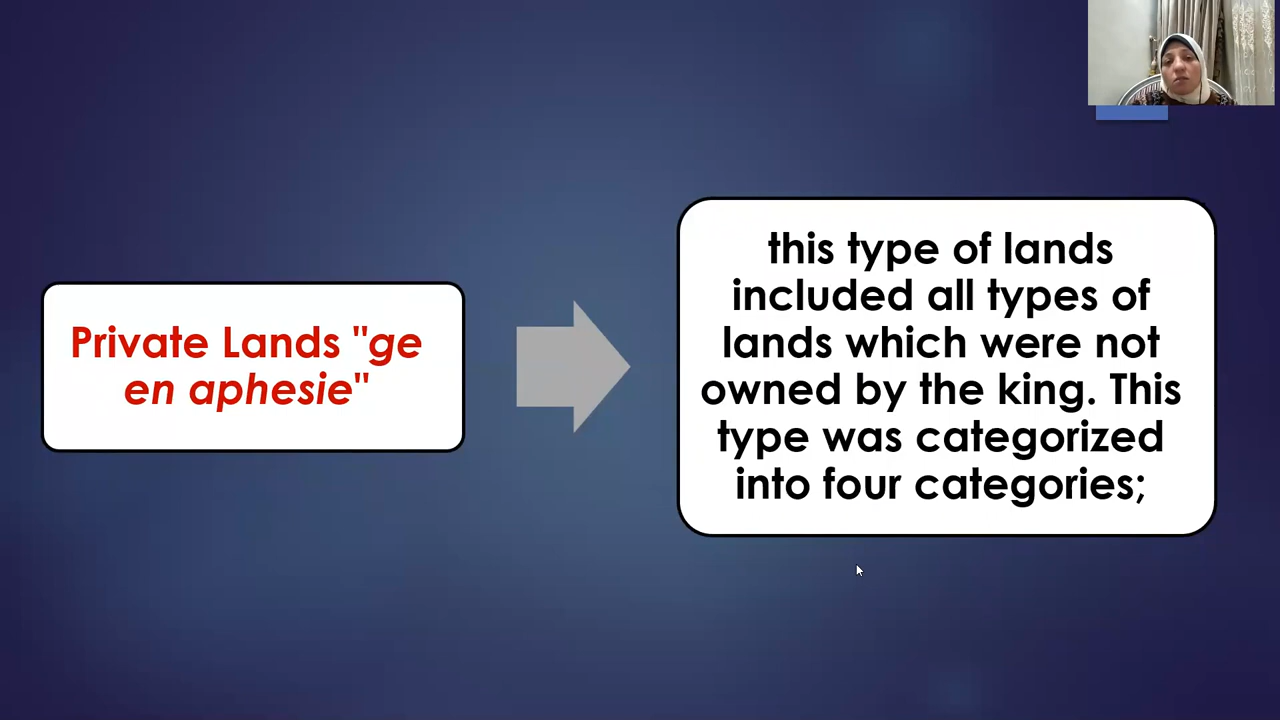 Private Lands "ge
en aphesie"
this type of lands
included all types of
lands which were not
owned by the king. This
type was categorized
into four categories;